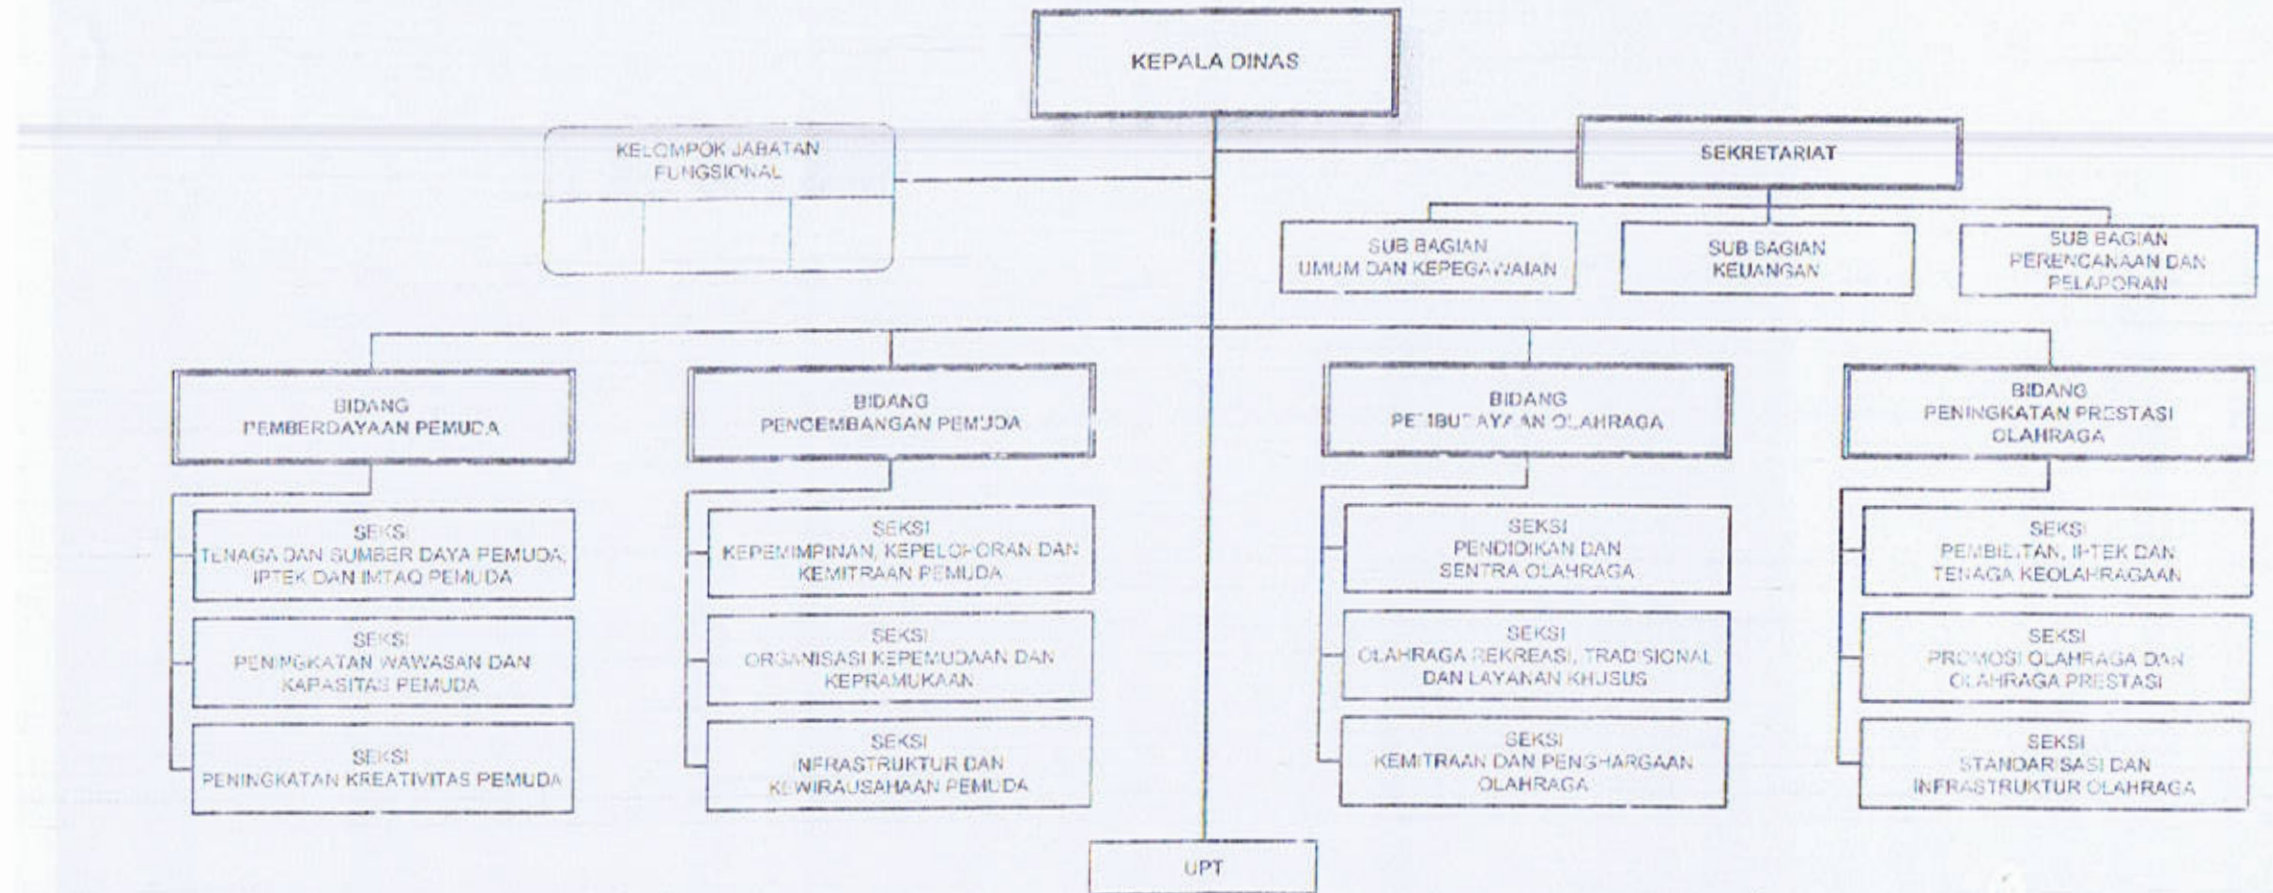 KEPALA DINAS
KELOMPOK JABATAN
FUNGSIONAL
SEKRETARIAT
SUB BAGIAN
UMUM DAN KEPEGAWAIAN
SUB BAGIAN
KEUANGAN
SUB BAGIAN
PERENCANAAN DAN
PELAPORAN
BIDANG
PEMBERDAYAAN PEMUDA
BIDANG
PENGEMBANGAN PEMUDA
BIDANG
PEMBUDAYAAN OLAHRAGA
BIDANG
PENINGKATAN PRESTASI
OLAHRAGA
SEKSI
TENAGA DAN SUMBER DAYA PEMUDA,
IPTEK DAN IMTAQ PEMUDA
SEKSI
PENINGKATAN WAWASAN DAN
KAPASITAS PEMUDA
SEKSI
PENINGKATAN KREATIVITAS PEMUDA
SEKSI
KEPEMIMPINAN, KEPELOPORAN DAN
KEMITRAAN PEMUDA
SEKSI
ORGANISASI KEPEMUDAAN DAN
KEPRAMUKAAN
SEKSI
INFRASTRUKTUR DAN
KEWIRAUSAHAAN PEMUDA
SEKSI
PENDIDIKAN DAN
SENTRA OLAHRAGA
SEKSI
OLAHRAGA REKREASI, TRADISIONAL
DAN LAYANAN KHUSUS
SEKSI
KEMITRAAN DAN PENGHARGAAN
OLAHRAGA
SEKSI
IPTEK DAN
TENAGA KEOLAHRAGAAN
SEKSI
PROMOSI OLAHRAGA DAN
OLAHRAGA PRESTASI
SEKSI
STANDARISASI DAN
INFRASTRUKTUR OLAHRAGA
UPT